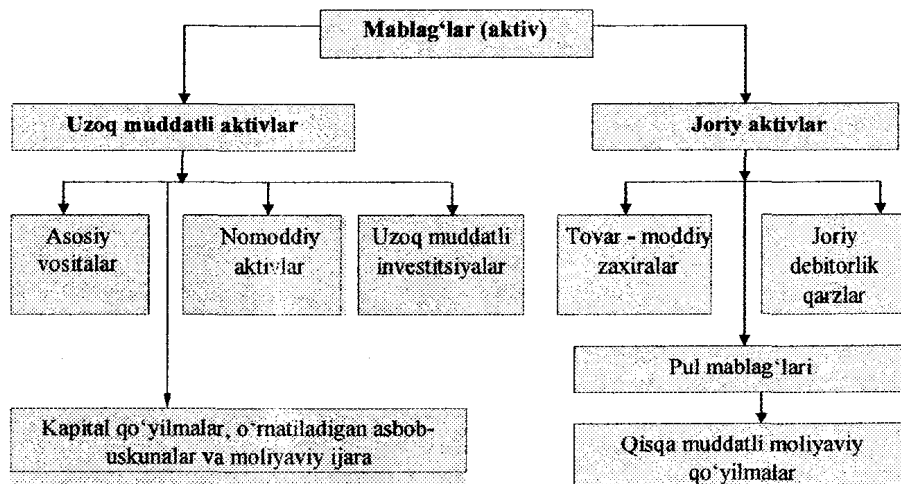 Mablag‘lar (aktiv)
Uzoq muddatli aktivlar
Joriy aktivlar
Asosiy
vositalar
Nomoddiy
aktivlar
Uzoq muddatli
investitsiyalar
Tovar - moddiy
zaxiralar
Joriy
debitorlik
qarzlar
Pul mablag‘lari
Kapital qo‘yilmalar, o‘rnatiladigan asbob-
uskunalar va moliyaviy ijara
Qisqa muddatli moliyaviy
qo‘yilmalar